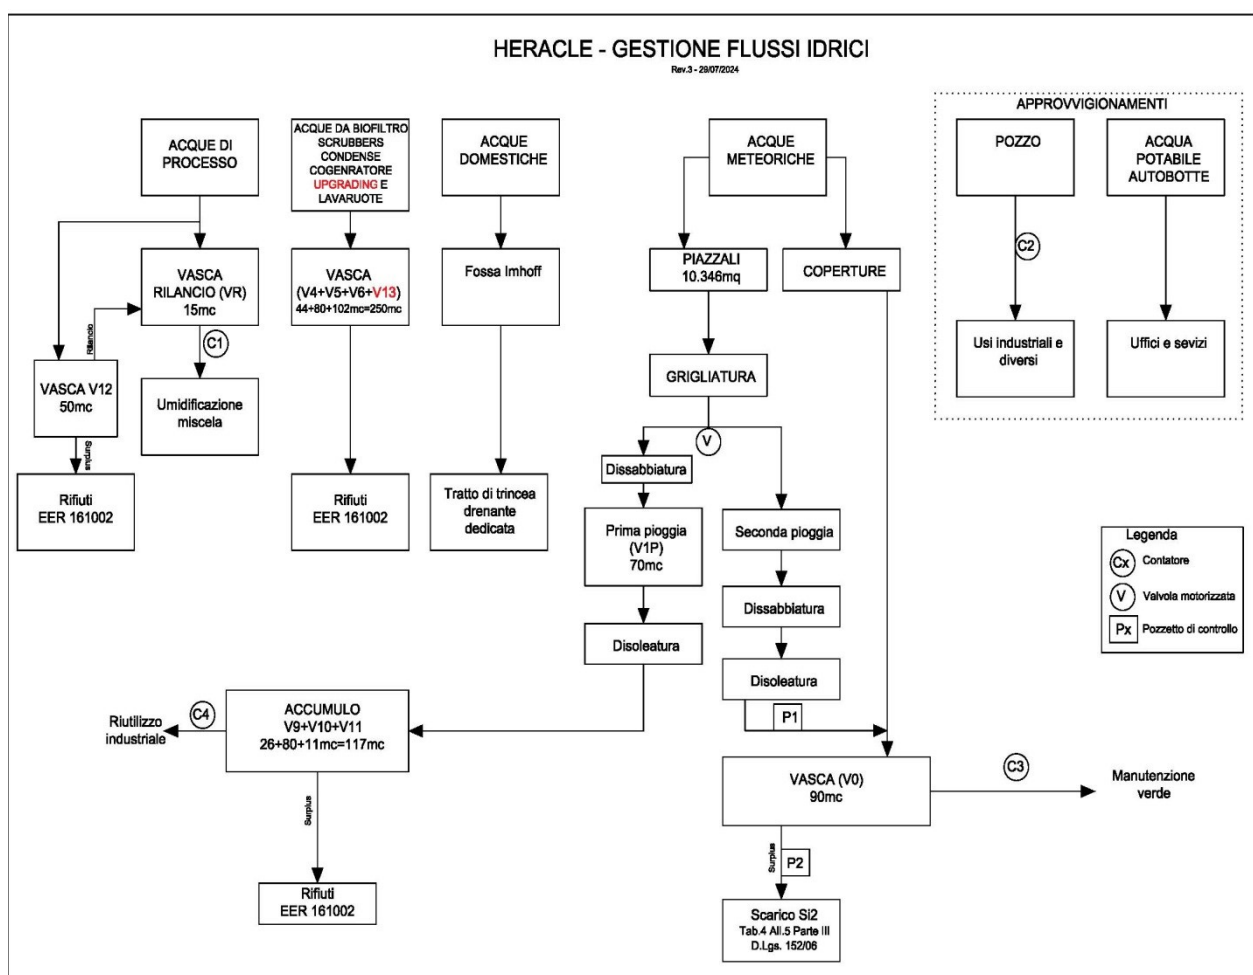 HERACLE - GESTIONE FLUSSI IDRICI
Rev.3 - 29/07/2024
ACQUE DI
PROCESSO
ACQUE DA BIOFILTRO
SCRUBBERS
CONDENSE
COGENRATORE
UPGRADING E
LAVARUOTE
ACQUE
DOMESTICHE
ACQUE
METEORICHE
APPROVVIGIONAMENTI
POZZO
ACQUA
POTABILE
AUTOBOTTE
C2
VASCA
RILANCIO (VR)
15mc
VASCA
(V4+V5+V6+V13)
44+80+102mc=250mc
Fossa Imhoff
PIAZZALI
10.346mq
COPERTURE
Rilancio
C1
VASCA V12
50mc
Surplus
Umidificazione
miscela
GRIGLIATURA
V
Usi industriali e
diversi
Uffici e sevizi
Rifiuti
EER 161002
Rifiuti
EER 161002
Tratto di trincea
drenante
dedicata
Dissabbiatura
Prima pioggia
(V1P)
70mc
Disoleatura
Seconda pioggia
Dissabbiatura
Disoleatura
P1
Legenda
Cx Contatore
V Valvola motorizzata
Px Pozzetto di controllo
Riutilizzo
industriale
C4
ACCUMULO
V9+V10+V11
26+80+11mc=117mc
Surplus
Rifiuti
EER 161002
VASCA (V0)
90mc
C3
Manutenzione
verde
Surplus
P2
Scarico Si2
Tab.4 All.5 Parte III
D.Lgs. 152/06